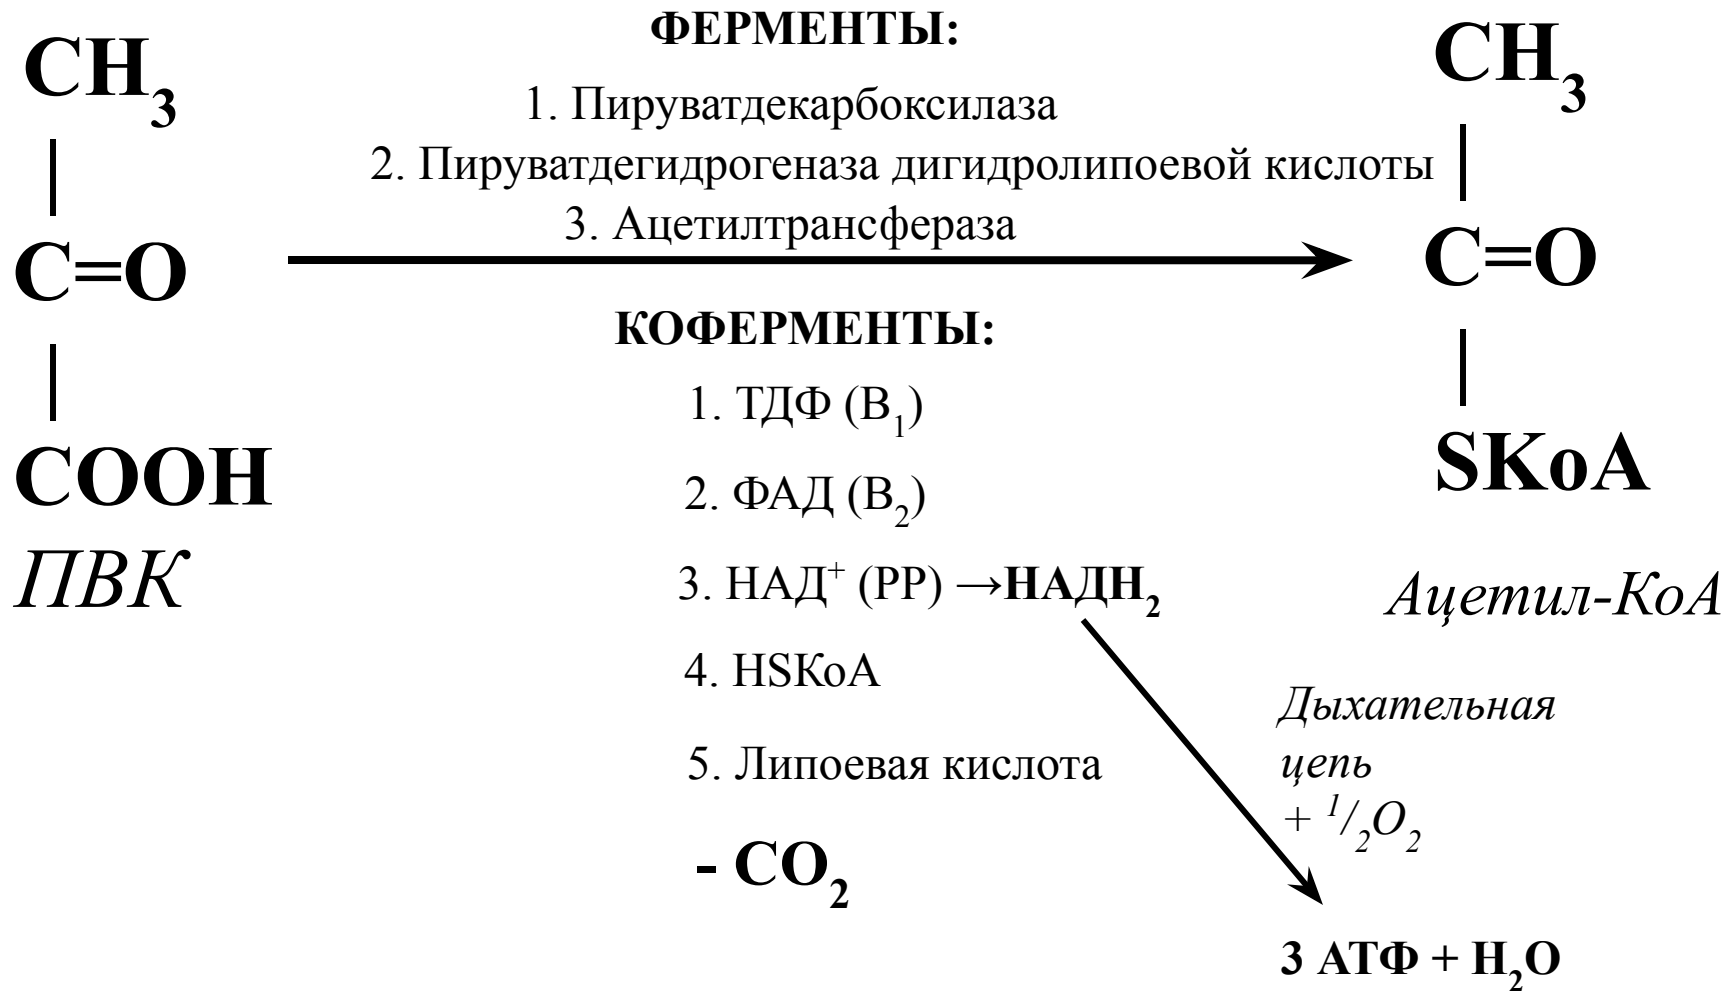 CH3
C=O
COOH
ПВК
ФЕРМЕНТЫ:
1. Пируватдекарбоксилаза
2. Пируватдегидрогеназа дигидролипоевой кислоты
3. Ацетилтрансфераза
КОФЕРМЕНТЫ:
1. ТДФ (B1)
2. ФАД (B2)
3. НАД+ (РР) →НАДН2
4. HSKoA
5. Липоевая кислота
- CO2
CH3
C=O
SKoA
Ацетил-КоА
Дыхательная
цепь
+ 1/2O2
3 АТФ + H2O